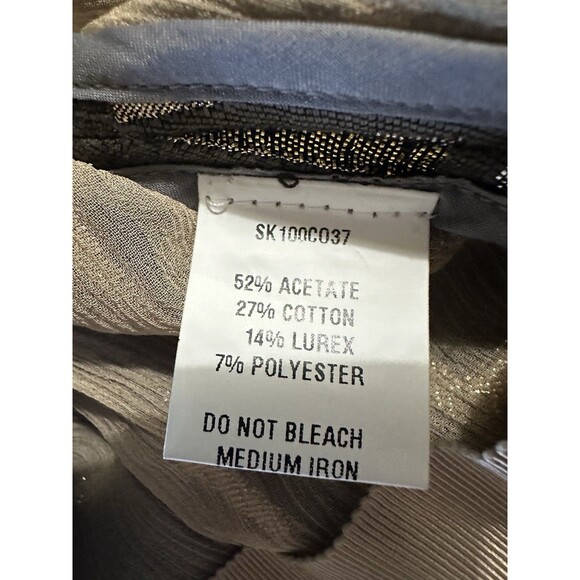 SK100C037
52% ACETATE
27% COTTON
14% LUREX
7% POLYESTER
DO NOT BLEACH
MEDIUM IRON